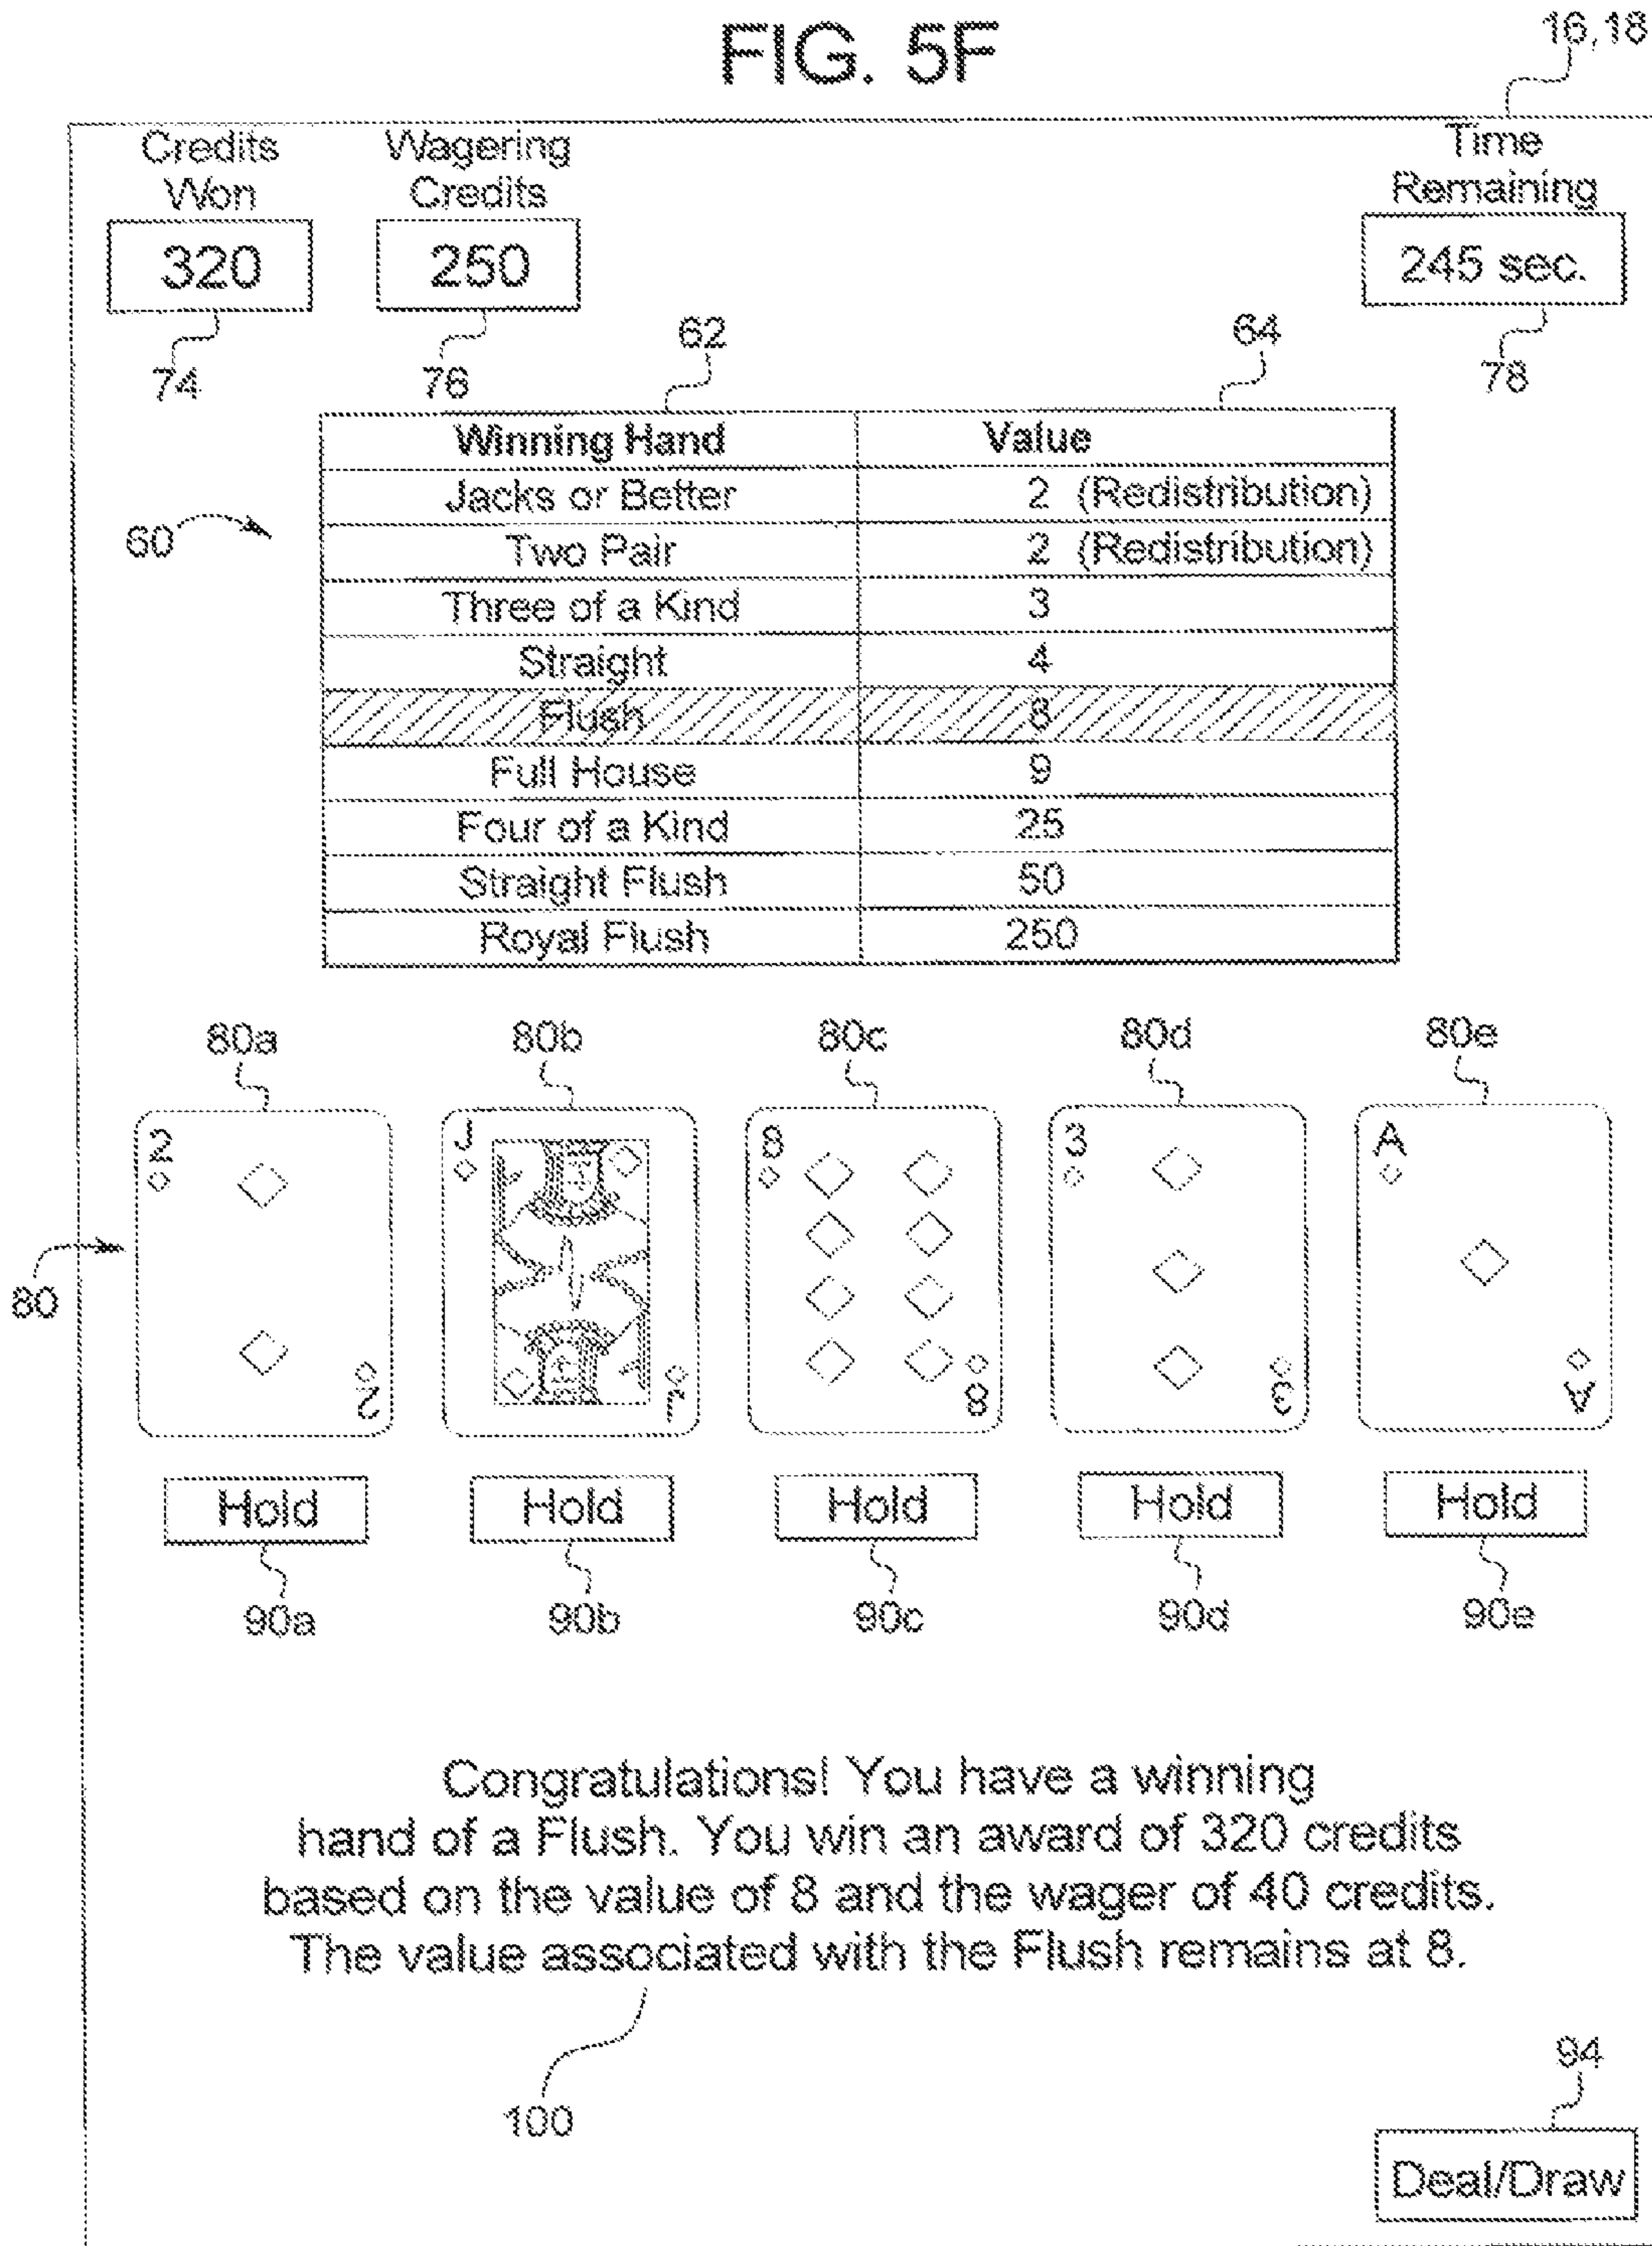 FIG. 5F
16,18
Credits Won
Wagering Credits
Time Remaining
320
250
245 sec.
74
76
62
64
78
60
Winning Hand Value
Jacks or Better 2 (Redistribution)
Two Pair 2 (Redistribution)
Three of a Kind 3
Straight 4
Flush 8
Full House 9
Four of a Kind 25
Straight Flush 50
Royal Flush 250
80a 80b 80c 80d 80e
2 J 8 3 A
80
2 J 8 3 A
Hold Hold Hold Hold Hold
90a 90b 90c 90d 90e
Congratulations! You have a winning
hand of a Flush. You win an award of 320 credits
based on the value of 8 and the wager of 40 credits.
The value associated with the Flush remains at 8.
100
94
Deal/Draw